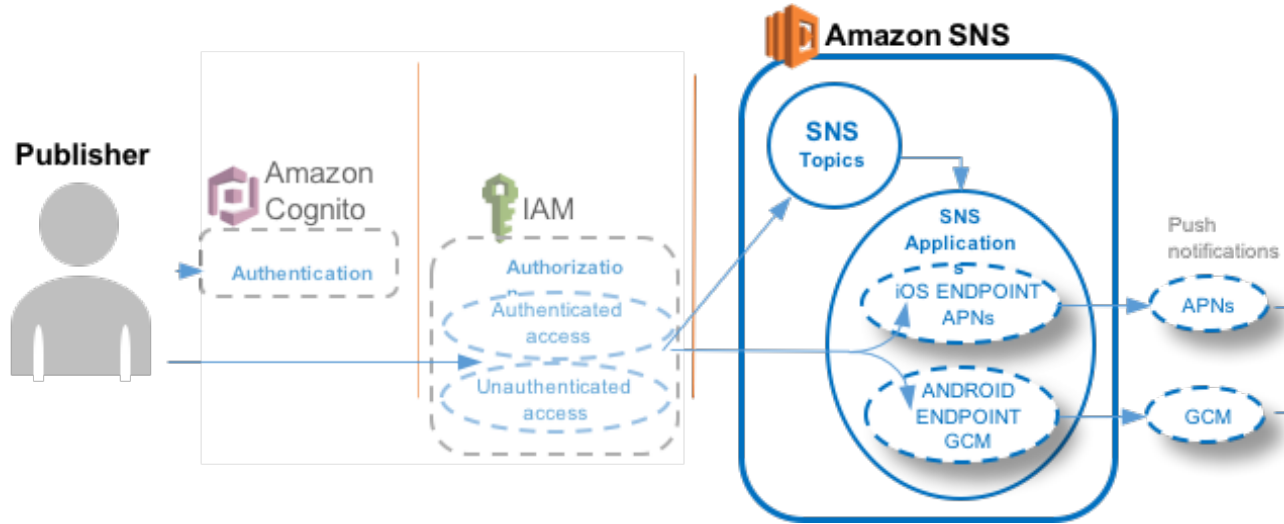 Amazon SNS
Publisher
Amazon
Cognito
Authentication
IAM
Authorizatio
Authenticated
access
Unauthenticated
access
SNS
Topics
SNS
Application
s
iOS ENDPOINT
APNs
ANDROID
ENDPOINT
GCM
Push
notifications
APNs
GCM